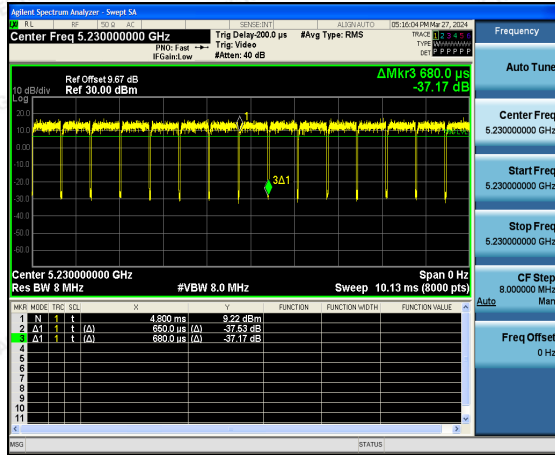 Agilent Spectrum Analyzer - Swept SA
RL RF 50 Ω AC SENSE:INT ALIGNAUTO 05:16:04 PM Mar 27, 2024
Center Freq 5.230000000 GHz
PNO: Fast
IFGain:Low
Trig Delay-200.0 µs
Trig: Video
#Atten: 40 dB
#Avg Type: RMS
TRACE 1 2 3 4 5 6
TYPE
DET P P P P P P
ΔMkr3 680.0 µs
-37.17 dB
Ref Offset 9.67 dB
Ref 30.00 dBm
10 dB/div
Log
20.0
10.0
0.00
-10.0
-20.0
-30.0
-40.0
-50.0
-60.0
1
3Δ1
Center 5.230000000 GHz Span 0 Hz
Res BW 8 MHz #VBW 8.0 MHz Sweep 10.13 ms (8000 pts)
MKR MODE TRC SCL X Y FUNCTION FUNCTION WIDTH FUNCTION VALUE
1 N 1 t 4.800 ms 9.22 dBm
2 Δ1 1 t (Δ) 650.0 µs (Δ) -37.53 dB
3 Δ1 1 t (Δ) 680.0 µs (Δ) -37.17 dB
4
5
6
7
8
9
10
11
MSG STATUS
Frequency
Auto Tune
Center Freq
5.230000000 GHz
Start Freq
5.230000000 GHz
Stop Freq
5.230000000 GHz
CF Step
8.000000 MHz
Auto Man
Freq Offset
0 Hz